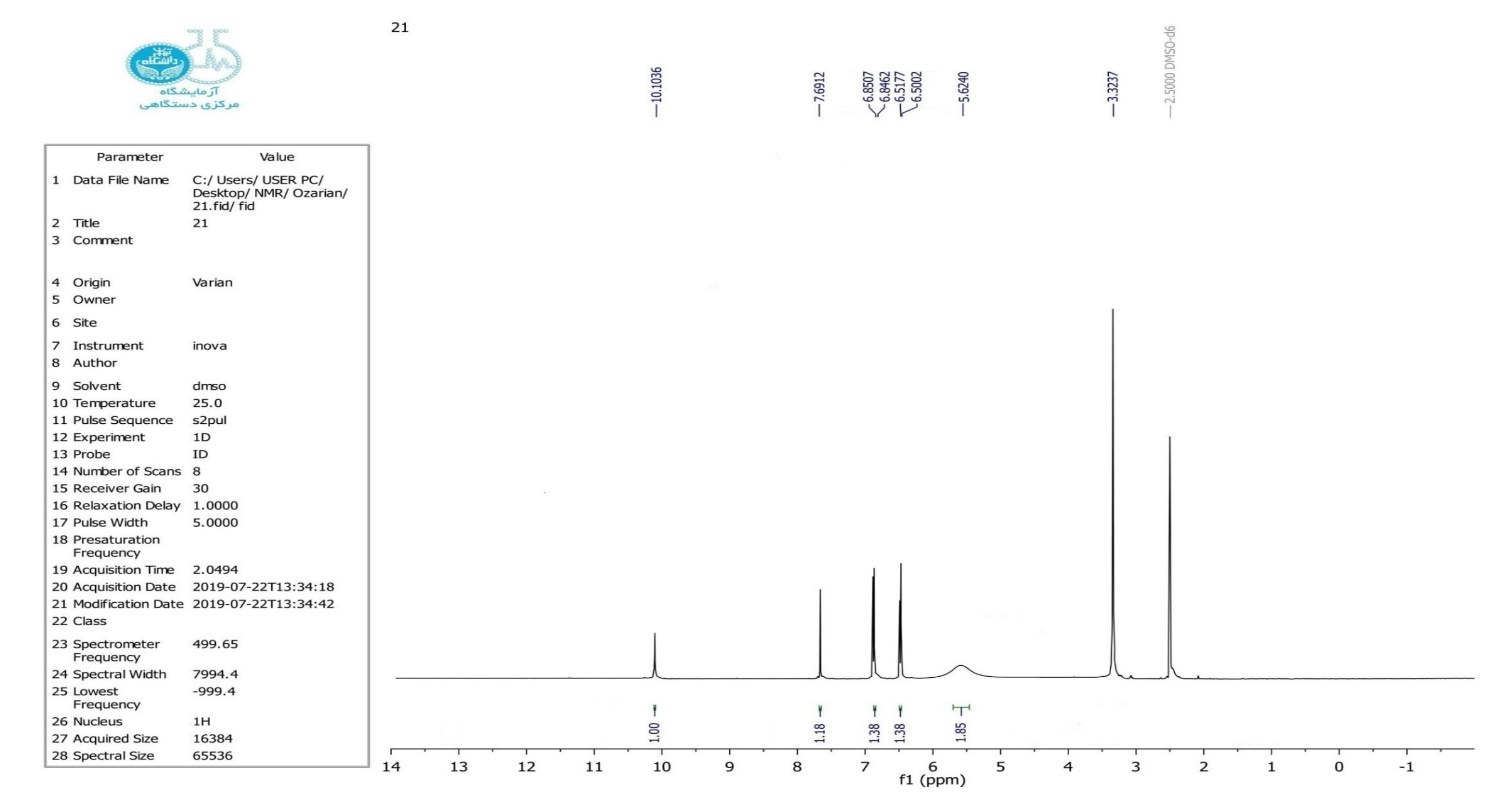 21
دانشگاه
آزمایشگاه
مرکزی دستگاهی
10.1036
7.6912
6.8507
6.8462
6.5177
6.5002
5.6240
3.3237
2.5000 DMSO-d6
Parameter Value
1 Data File Name C:/ Users/ USER PC/
Desktop/ NMR/ Ozarian/
21.fid/ fid
2 Title 21
3 Comment
4 Origin Varian
5 Owner
6 Site
7 Instrument inova
8 Author
9 Solvent dmso
10 Temperature 25.0
11 Pulse Sequence s2pul
12 Experiment 1D
13 Probe ID
14 Number of Scans 8
15 Receiver Gain 30
16 Relaxation Delay 1.0000
17 Pulse Width 5.0000
18 Presaturation
Frequency
19 Acquisition Time 2.0494
20 Acquisition Date 2019-07-22T13:34:18
21 Modification Date 2019-07-22T13:34:42
22 Class
23 Spectrometer 499.65
Frequency
24 Spectral Width 7994.4
25 Lowest -999.4
Frequency
26 Nucleus 1H
27 Acquired Size 16384
28 Spectral Size 65536
1.00
1.18
1.38
1.38
1.85
14 13 12 11 10 9 8 7 6 5 4 3 2 1 0 -1
f1 (ppm)